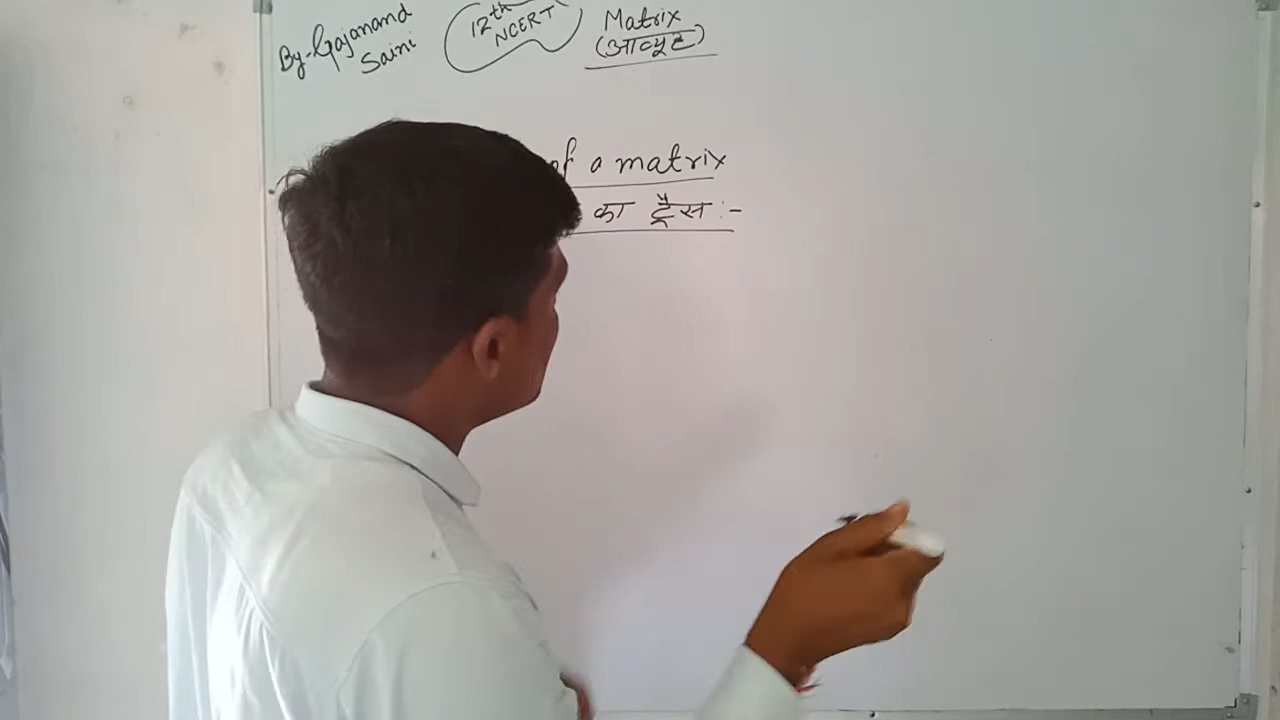 By-Gajanand
Saini
12th
NCERT
Matrix
(आव्यूह)
of a matrix
का ट्रैस :-